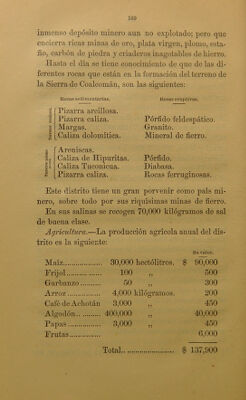 169
inmenso depósito minero aun no explotado; pero que
encierra ricas minas de oro, plata virgen, plomo, esta-
ño, carbón de piedra y criaderos inagotables de hierro.
Hasta el día se tiene conocimiento de que de las di-
ferentes rocas que están en la formación del terreno de
la Sierra de Coalcomán, son las siguientes:
Rocas sedimentarias. Rocas eruptivas.
Pizarra arcillosa.
Pizarra caliza. Pórfido feldespático.
Margas. Granito.
Caliza dolomítica. Mineral de fierro.
Areniscas.
Caliza de Hipuritas. Pórfido.
Caliza Tuconuca. Diabasa.
Pizarra caliza. Rocas ferruginosas.
Este distrito tiene un gran porvenir como país mi-
nero, sobre todo por sus riquísimas minas de fierro.
En sus salinas se recogen 70,000 kilógramos de sal
de buena clase.
Agricultura.—La producción agrícola anual del dis-
trito es la siguiente:
Su valor.
Maíz 30,000 hectólitros. $ 90,000
Frijol 100 ,, 500
Garbanzo 50 ,, 300
Arroz 4,000 kilógramos. 200
Café de Achotán 3,000 ,, 450
Algodón 400,000 ,, 40,000
Papas 3,000 ,, 450
Frutas 6,000
Total $ 137,900